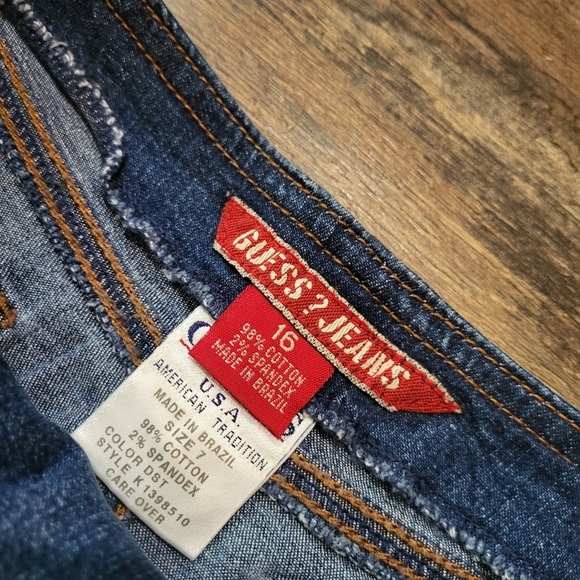 GUESS ? JEANS
16
98% COTTON
2% SPANDEX
MADE IN BRAZIL
G
S
U.S.A.
AMERICAN TRADITION
MADE IN BRAZIL
SIZE 7
98% COTTON
2% SPANDEX
COLOR DST
STYLE K 1398510
CARE OVER